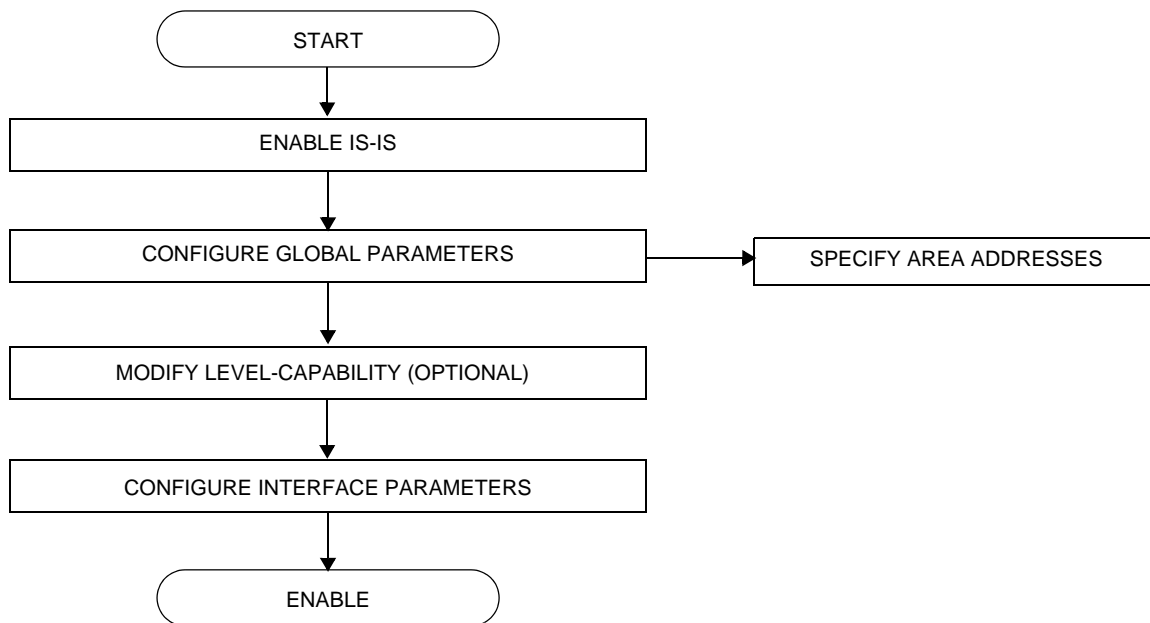 START
ENABLE IS-IS
CONFIGURE GLOBAL PARAMETERS
SPECIFY AREA ADDRESSES
MODIFY LEVEL-CAPABILITY (OPTIONAL)
CONFIGURE INTERFACE PARAMETERS
ENABLE